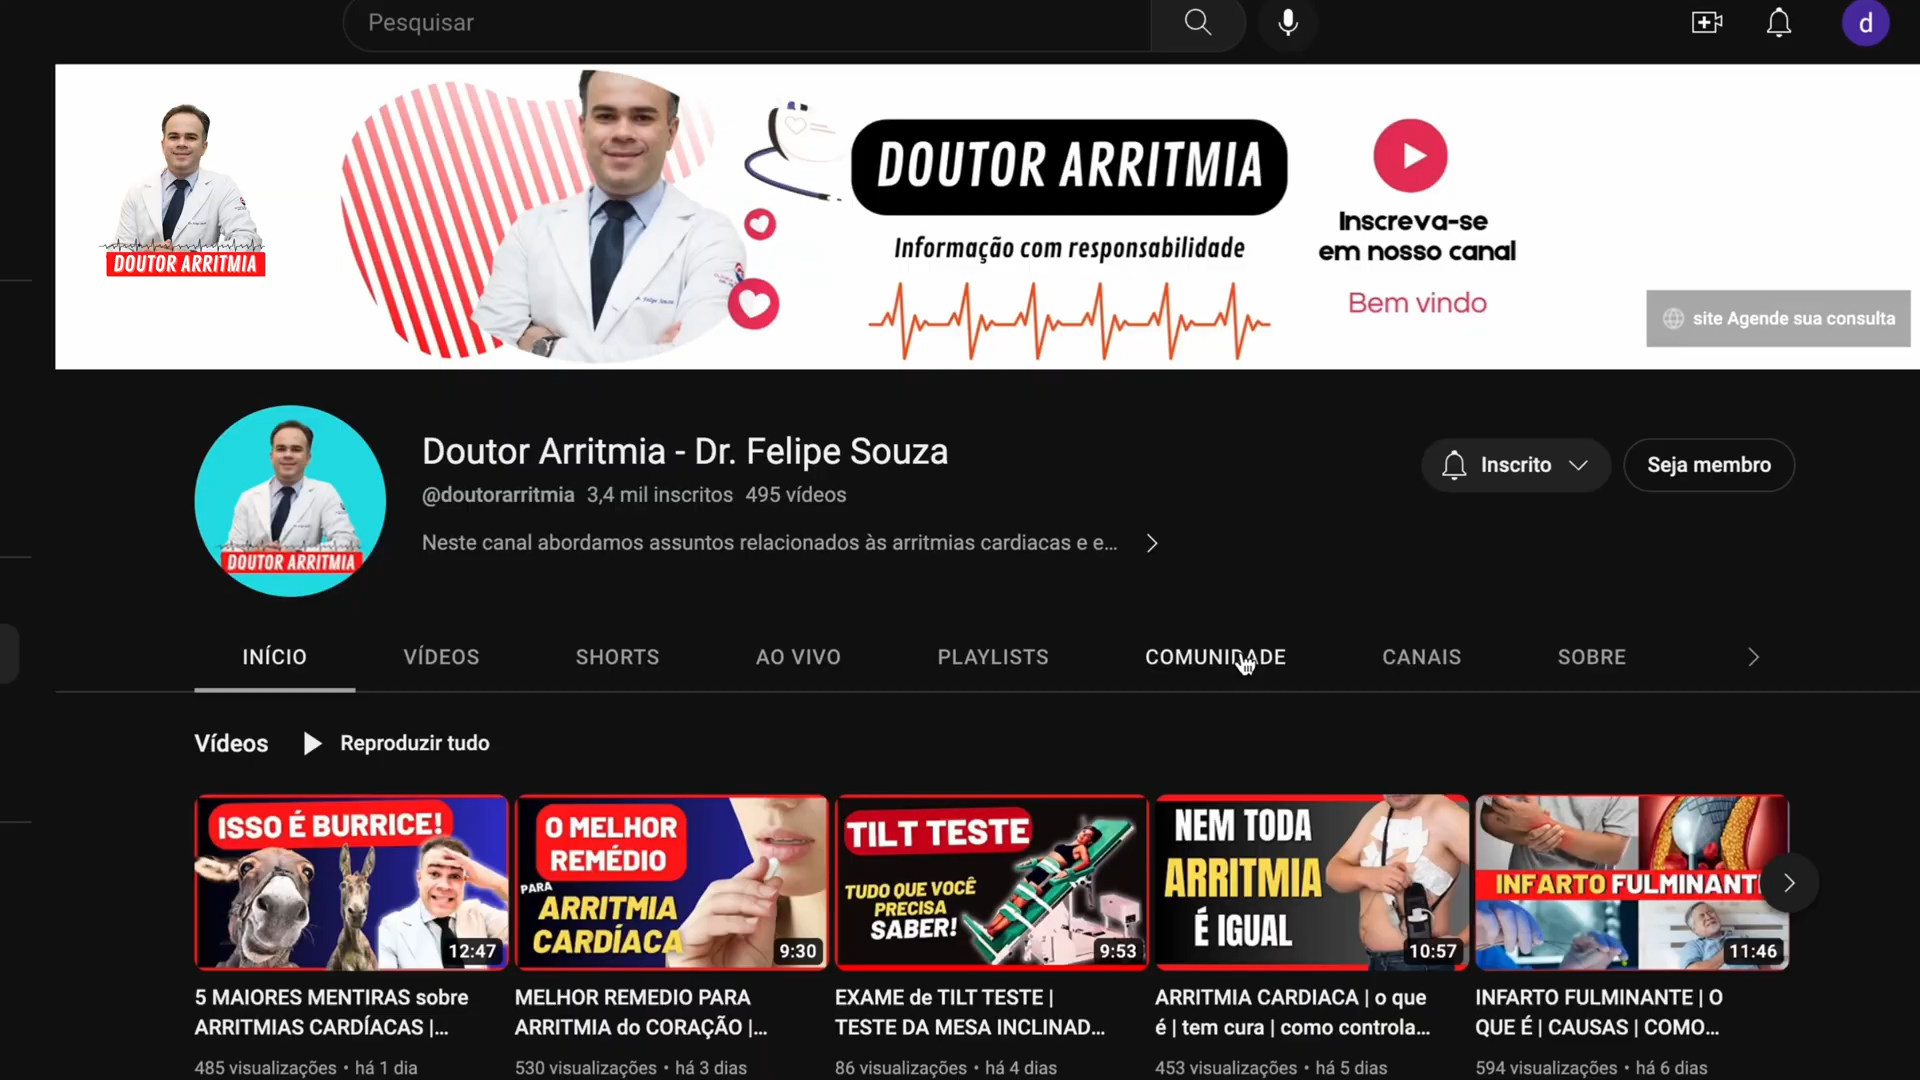 Pesquisar
d
DOUTOR ARRITMIA
DOUTOR ARRITMIA
Informação com responsabilidade
Inscreva-se
em nosso canal
Bem vindo
site Agende sua consulta
DOUTOR ARRITMIA
Doutor Arritmia - Dr. Felipe Souza
@doutorarritmia 3,4 mil inscritos 495 vídeos
Neste canal abordamos assuntos relacionados às arritmias cardiacas e e...
Inscrito
Seja membro
INÍCIO
VÍDEOS
SHORTS
AO VIVO
PLAYLISTS
COMUNIDADE
CANAIS
SOBRE
Vídeos
Reproduzir tudo
ISSO É BURRICE!
12:47
O MELHOR
REMÉDIO
PARA
ARRITMIA
CARDÍACA
9:30
TILT TESTE
TUDO QUE VOCÊ
PRECISA
SABER!
9:53
NEM TODA
ARRITMIA
É IGUAL
10:57
INFARTO FULMINANT
11:46
5 MAIORES MENTIRAS sobre
ARRITMIAS CARDÍACAS |...
485 visualizações • há 1 dia
MELHOR REMEDIO PARA
ARRITMIA do CORAÇÃO |...
530 visualizações • há 3 dias
EXAME de TILT TESTE |
TESTE DA MESA INCLINAD...
86 visualizações • há 4 dias
ARRITMIA CARDIACA | o que
é | tem cura | como controla...
453 visualizações • há 5 dias
INFARTO FULMINANTE | O
QUE É | CAUSAS | COMO...
594 visualizações • há 6 dias